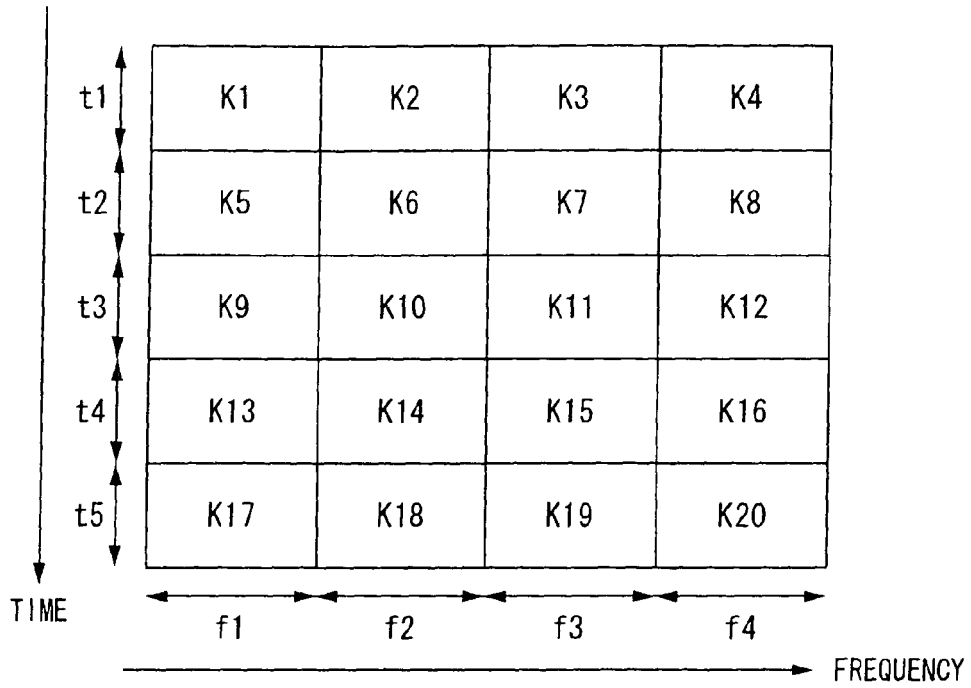 t1 K1 K2 K3 K4
t2 K5 K6 K7 K8
t3 K9 K10 K11 K12
t4 K13 K14 K15 K16
t5 K17 K18 K19 K20
TIME
f1 f2 f3 f4
FREQUENCY